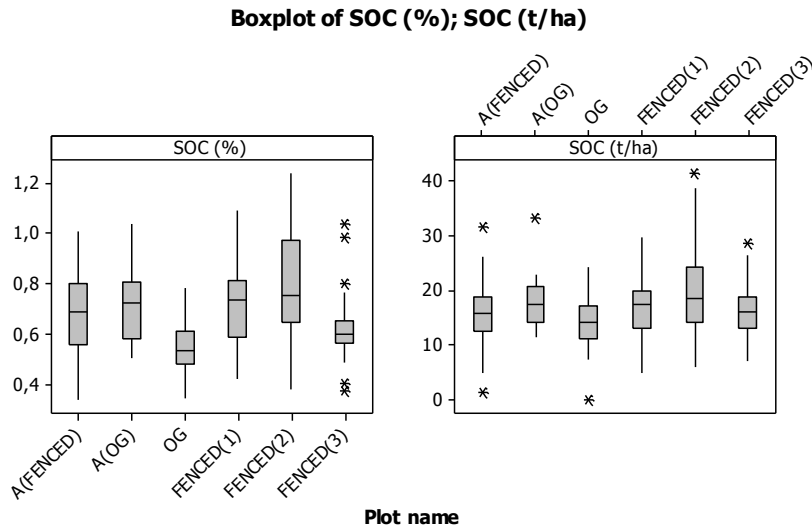 Boxplot of SOC (%); SOC (t/ha)
A(FENCED)
A(OG)
OG
FENCED(1)
FENCED(2)
FENCED(3)
SOC (%)
SOC (t/ha)
1,2
1,0
0,8
0,6
0,4
40
30
20
10
0
A(FENCED)
A(OG)
OG
FENCED(1)
FENCED(2)
FENCED(3)
Plot name